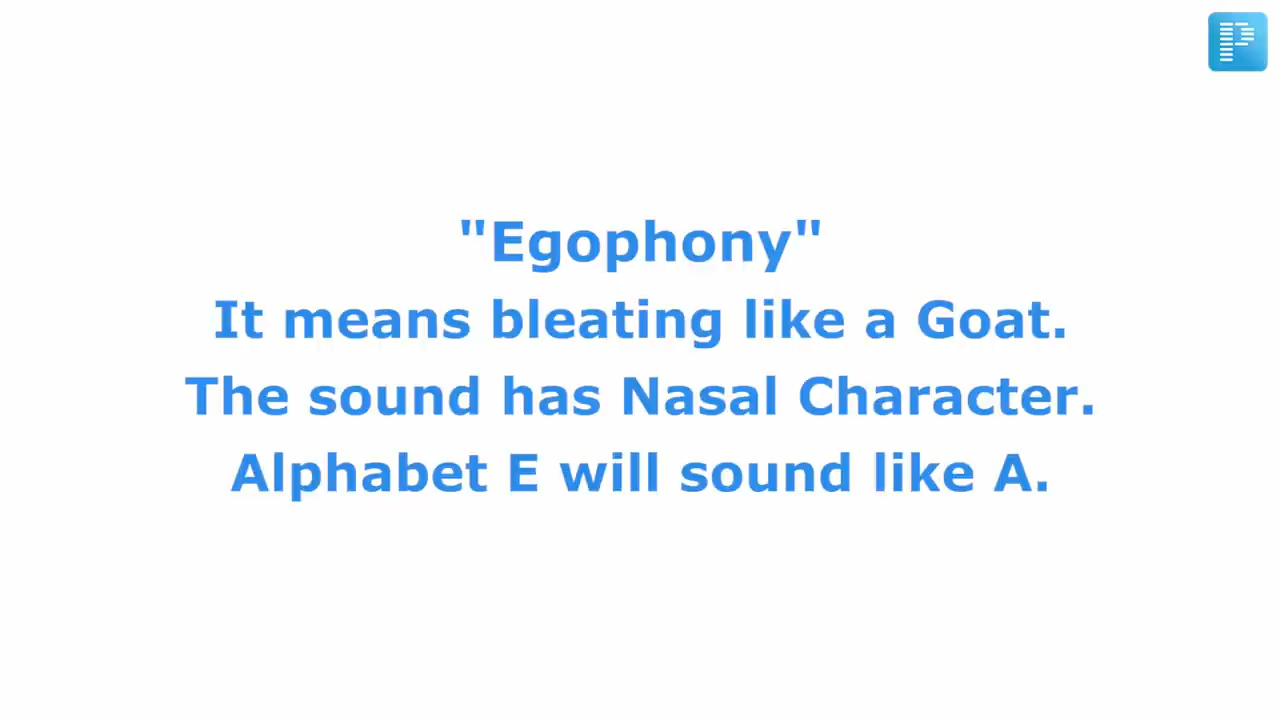 "Egophony"
It means bleating like a Goat.
The sound has Nasal Character.
Alphabet E will sound like A.